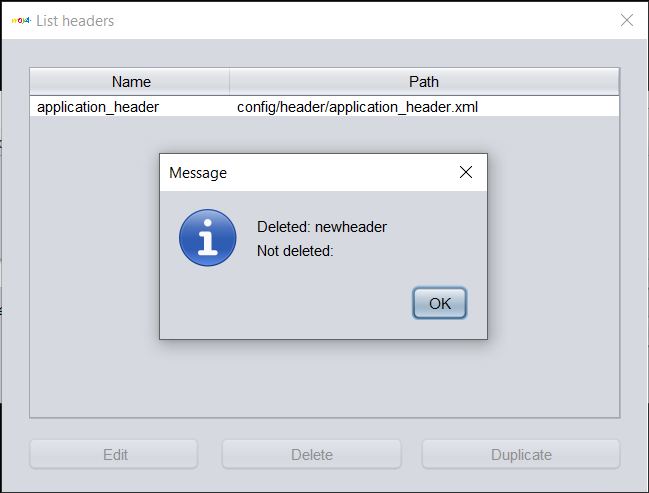 List headers
Name Path
application_header config/header/application_header.xml
Message
Deleted: newheader
Not deleted:
OK
Edit Delete Duplicate